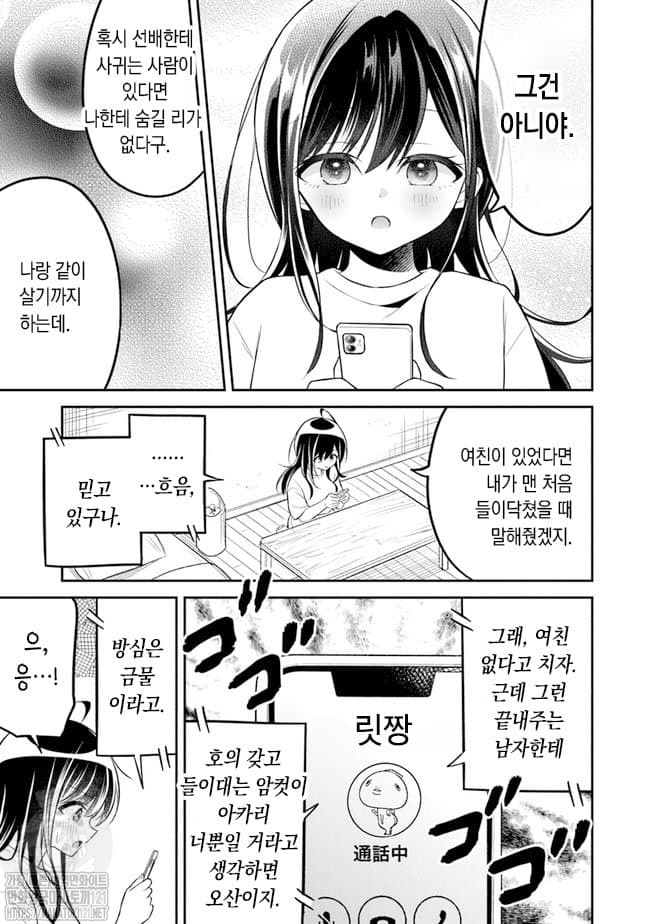 그건
아니야.
혹시 선배한테
사귀는 사람이
있다면
나한테 숨길 리가
없다구.
나랑 같이
살기까지
하는데.
여친이 있었다면
내가 맨 처음
들이닥쳤을 때
말해줬겠지.
……
…흐음,
믿고
있구나.
그래, 여친
없다고 치자.
근데 그런
끝내주는
남자한테
ゴゴ
릿짱
通話中
호의 갖고
들이대는 암컷이
아카리
너뿐일 거라고
생각하면
오산이지.
ゴゴ
방심은
금물
이라고.
으,
응…!